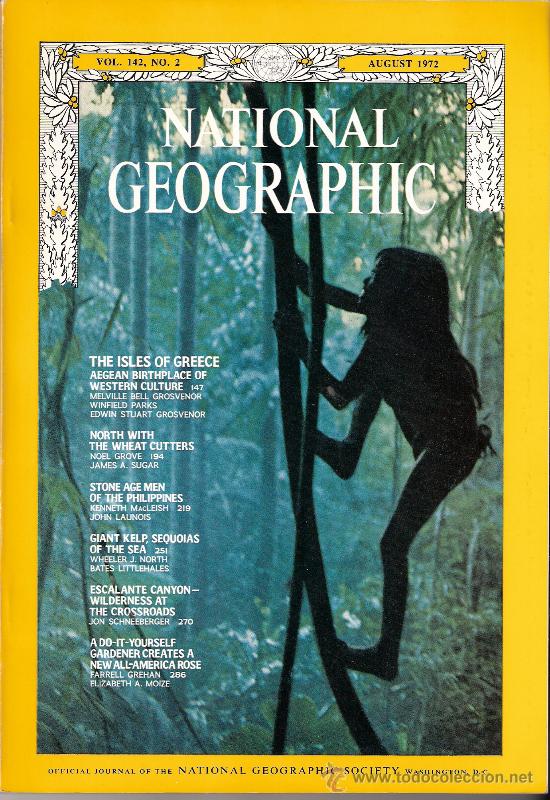 VOL. 142, NO. 2
AUGUST 1972
NATIONAL
GEOGRAPHIC
THE ISLES OF GREECE
AEGEAN BIRTHPLACE OF
WESTERN CULTURE 147
MELVILLE BELL GROSVENOR
WINFIELD PARKS
EDWIN STUART GROSVENOR
NORTH WITH
THE WHEAT CUTTERS
NOEL GROVE 194
JAMES A. SUGAR
STONE AGE MEN
OF THE PHILIPPINES
KENNETH MacLEISH 219
JOHN LAUNOIS
GIANT KELP, SEQUOIAS
OF THE SEA 251
WHEELER J. NORTH
BATES LITTLEHALES
ESCALANTE CANYON—
WILDERNESS AT
THE CROSSROADS
JON SCHNEEBERGER 270
A DO-IT-YOURSELF
GARDENER CREATES A
NEW ALL-AMERICA ROSE
FARRELL GREHAN 286
ELIZABETH A. MOIZE
OFFICIAL JOURNAL OF THE NATIONAL GEOGRAPHIC SOCIETY WASHINGTON, D.C.
todocoleccion.net